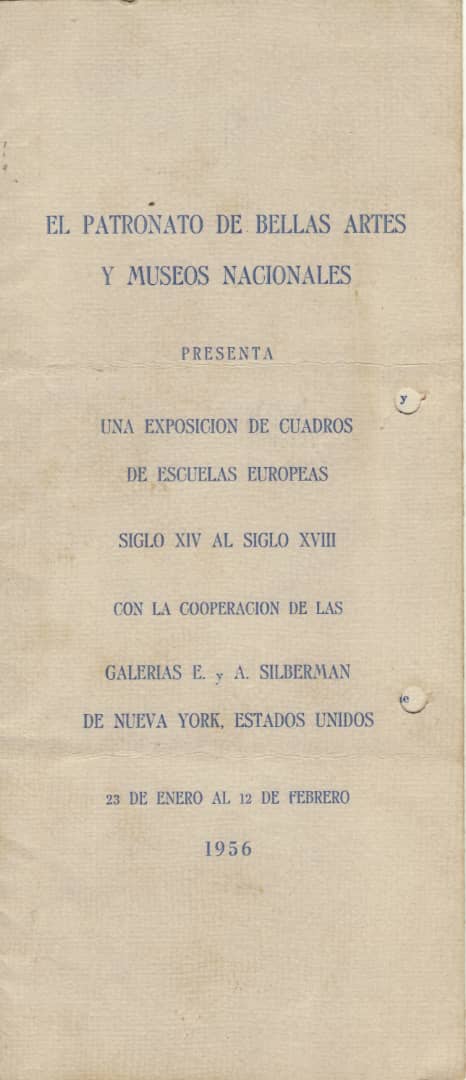 EL PATRONATO DE BELLAS ARTES
Y MUSEOS NACIONALES
PRESENTA
y
UNA EXPOSICION DE CUADROS
DE ESCUELAS EUROPEAS
SIGLO XIV AL SIGLO XVIII
CON LA COOPERACION DE LAS
GALERIAS E. y A. SILBERMAN
e
DE NUEVA YORK, ESTADOS UNIDOS
23 DE ENERO AL 12 DE FEBRERO
1956